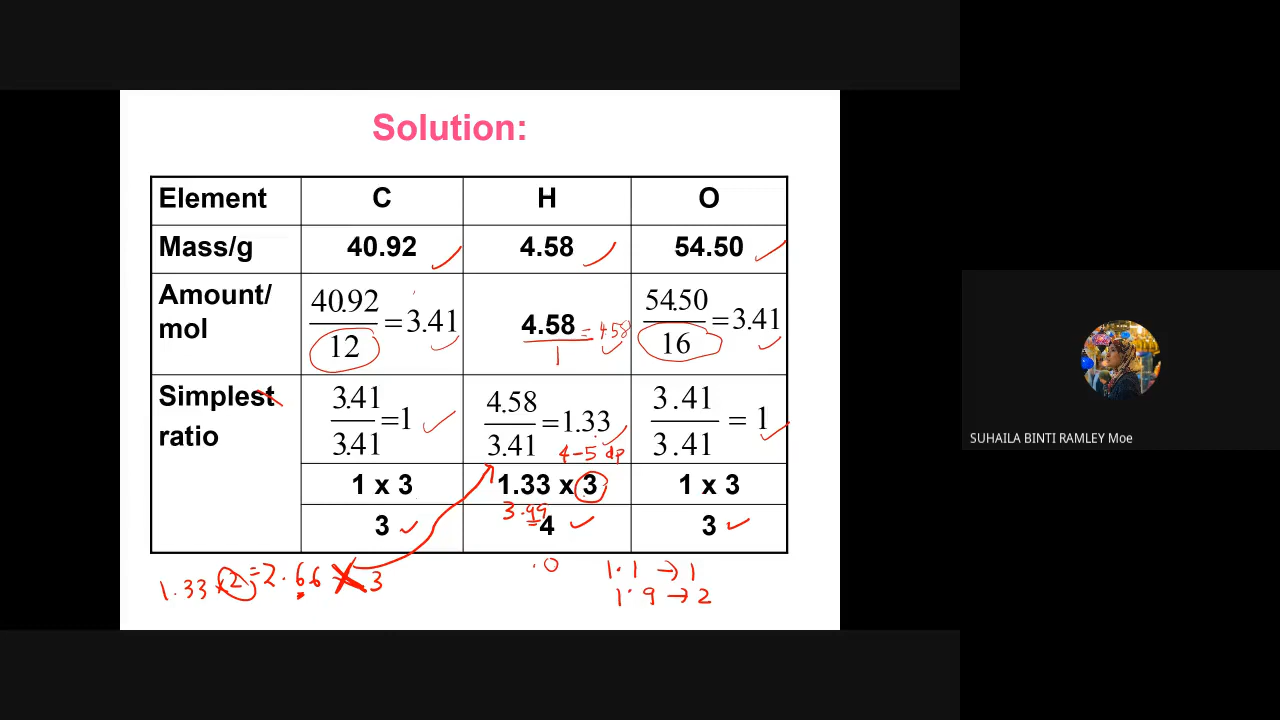 Solution:
Element C H O
Mass/g 40.92 4.58 54.50
Amount/ mol 40.92/12 = 3.41 4.58/1 = 4.58 54.50/16 = 3.41
Simplest ratio 3.41/3.41 = 1 4.58/3.41 = 1.33 3.41/3.41 = 1
4-5 dp
1 x 3 1.33 x 3 1 x 3
3.99
3 4 3
1.33 x 2 = 2.66 3
.0
1.1 → 1
1.9 → 2
SUHAILA BINTI RAMLEY Moe